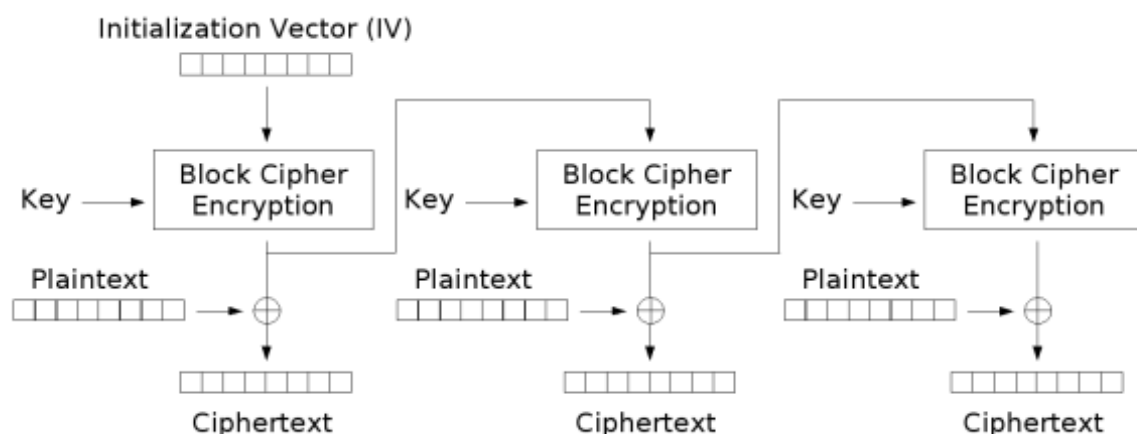 Initialization Vector (IV)
Key
Block Cipher
Encryption
Key
Block Cipher
Encryption
Key
Block Cipher
Encryption
Plaintext
Plaintext
Plaintext
Ciphertext
Ciphertext
Ciphertext